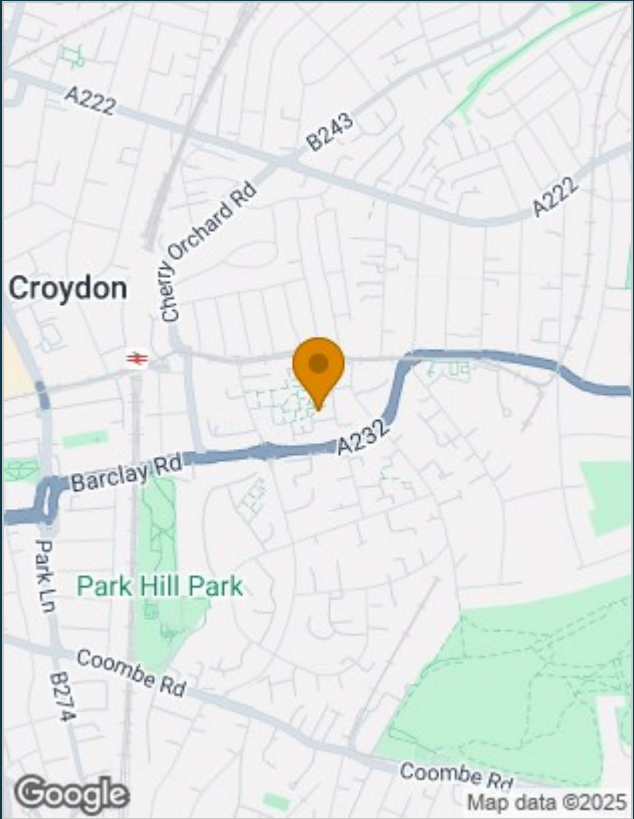 A222
B243
A222
Cherry Orchard Rd
Croydon
A232
Barclay Rd
Park Ln
Park Hill Park
Coombe Rd
B274
Coombe Rd
Google
Map data ©2025